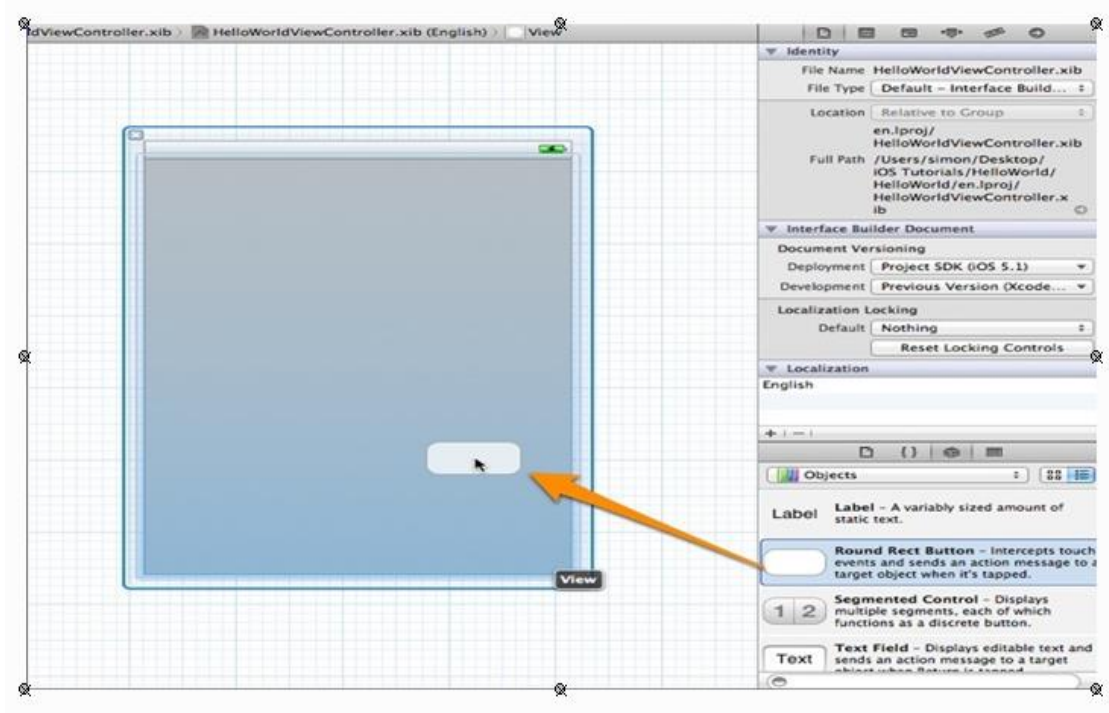 dViewController.xib
HelloWorldViewController.xib (English)
View
Identity
File Name HelloWorldViewController.xib
File Type Default - Interface Build...
Location Relative to Group
en.lproj/
HelloWorldViewController.xib
Full Path /Users/simon/Desktop/
iOS Tutorials/HelloWorld/
HelloWorld/en.lproj/
HelloWorldViewController.x
ib
Interface Builder Document
Document Versioning
Deployment Project SDK (iOS 5.1)
Development Previous Version (Xcode...
Localization Locking
Default Nothing
Reset Locking Controls
Localization
English
Objects
Label
Label - A variably sized amount of
static text.
Round Rect Button - Intercepts touch
events and sends an action message to a
target object when it's tapped.
1 2
Segmented Control - Displays
multiple segments, each of which
functions as a discrete button.
Text
Text Field - Displays editable text and
sends an action message to a target
object when Return is tapped
View